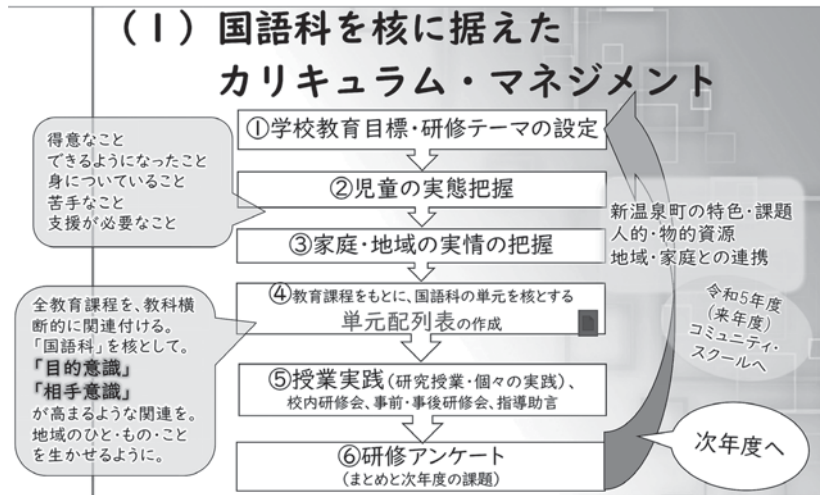 (1) 国語科を核に据えた
カリキュラム・マネジメント
①学校教育目標・研修テーマの設定
得意なこと
できるようになったこと
身についていること
苦手なこと
支援が必要なこと
②児童の実態把握
③家庭・地域の実情の把握
新温泉町の特色・課題
人的・物的資源
地域・家庭との連携
④教育課程をもとに、国語科の単元を核とする
単元配列表の作成
全教育課程を、教科横
断的に関連付ける。
「国語科」を核として。
「目的意識」
「相手意識」
が高まるような関連を。
地域のひと・もの・こと
を生かせるように。
令和5年度
(来年度)
コミュニティ・
スクールへ
⑤授業実践(研究授業・個々の実践)、
校内研修会、事前・事後研修会、指導助言
⑥研修アンケート
(まとめと次年度の課題)
次年度へ